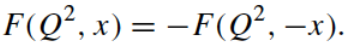 F(Q², x) = −F(Q², −x).